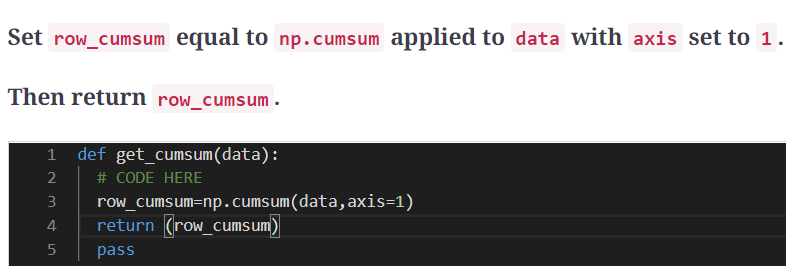 Set row_cumsum equal to np.cumsum applied to data with axis set to 1.
Then return row_cumsum.
1 def get_cumsum(data):
2 # CODE HERE
3 row_cumsum=np.cumsum(data,axis=1)
4 return (row_cumsum)
5 pass